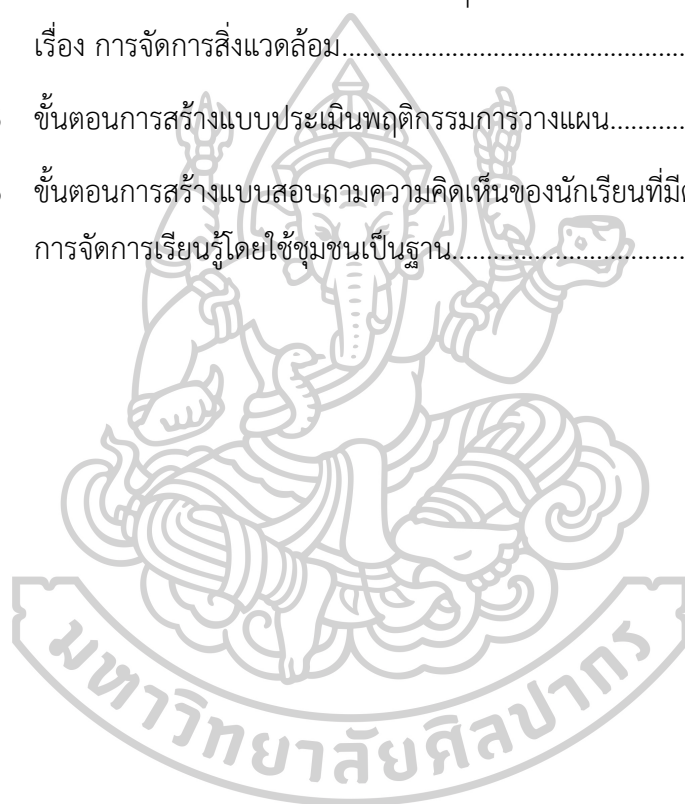 เรื่อง การจัดการสิ่งแวดล้อม
ขั้นตอนการสร้างแบบประเมินพฤติกรรมการวางแผน
ขั้นตอนการสร้างแบบสอบถามความคิดเห็นของนักเรียนที่มี
การจัดการเรียนรู้โดยใช้ชุมชนเป็นฐาน
มหาวิทยาลัยศิลปากร